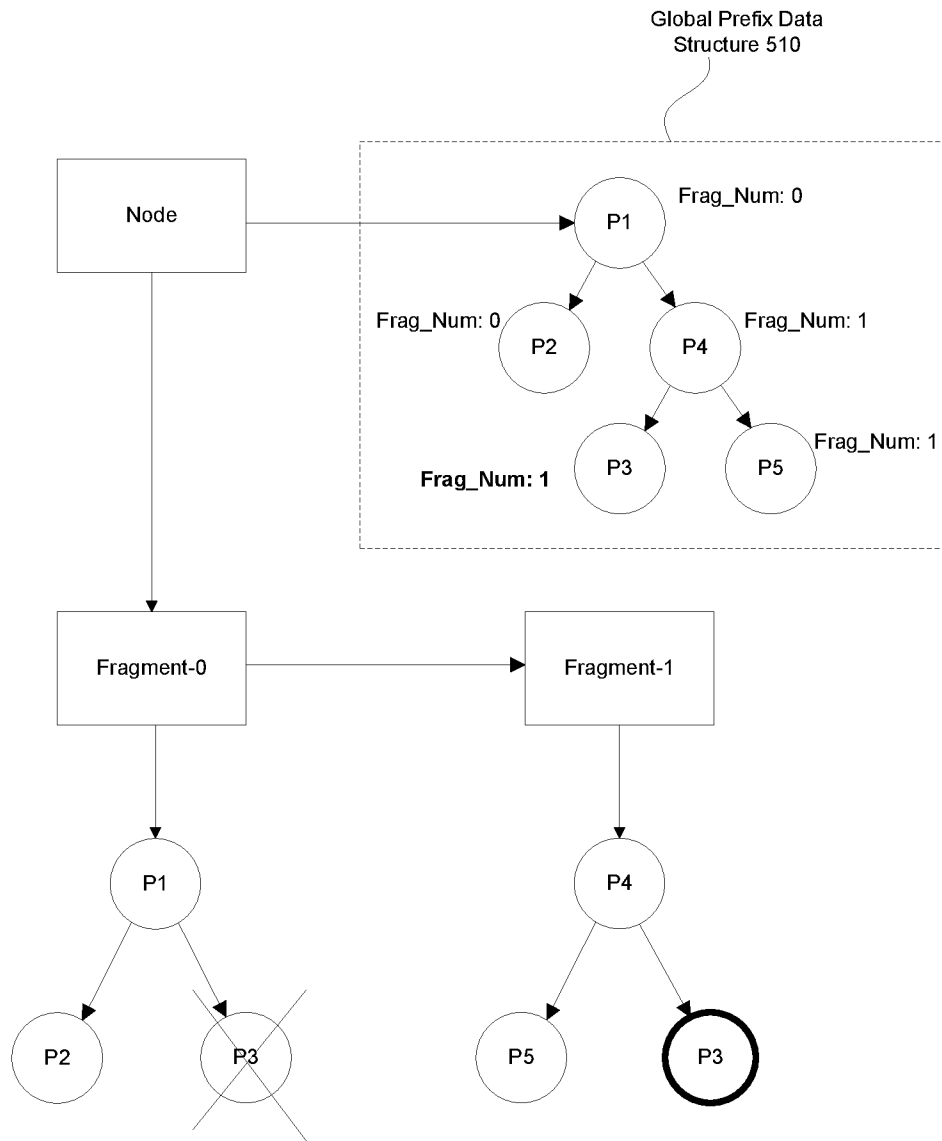 Global Prefix Data
Structure 510
Node
P1
Frag_Num: 0
Frag_Num: 0
P2
P4
Frag_Num: 1
Frag_Num: 1
P3
P5
Frag_Num: 1
Fragment-0
Fragment-1
P1
P4
P2
P3
P5
P3